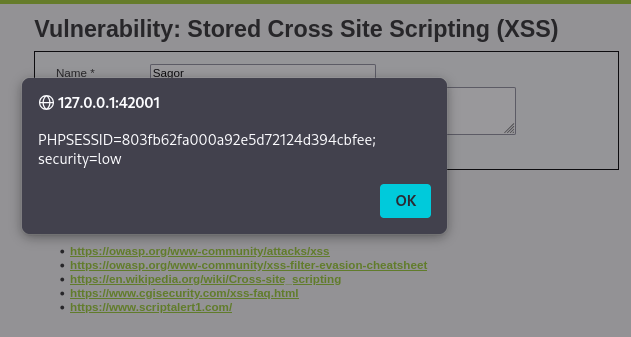 Vulnerability: Stored Cross Site Scripting (XSS)
Name *
Sagor
127.0.0.1:42001
PHPSESSID=803fb62fa000a92e5d72124d394cbfee;
security=low
OK
https://owasp.org/www-community/attacks/xss
https://owasp.org/www-community/xss-filter-evasion-cheatsheet
https://en.wikipedia.org/wiki/Cross-site_scripting
https://www.cgisecurity.com/xss-faq.html
https://www.scriptalert1.com/